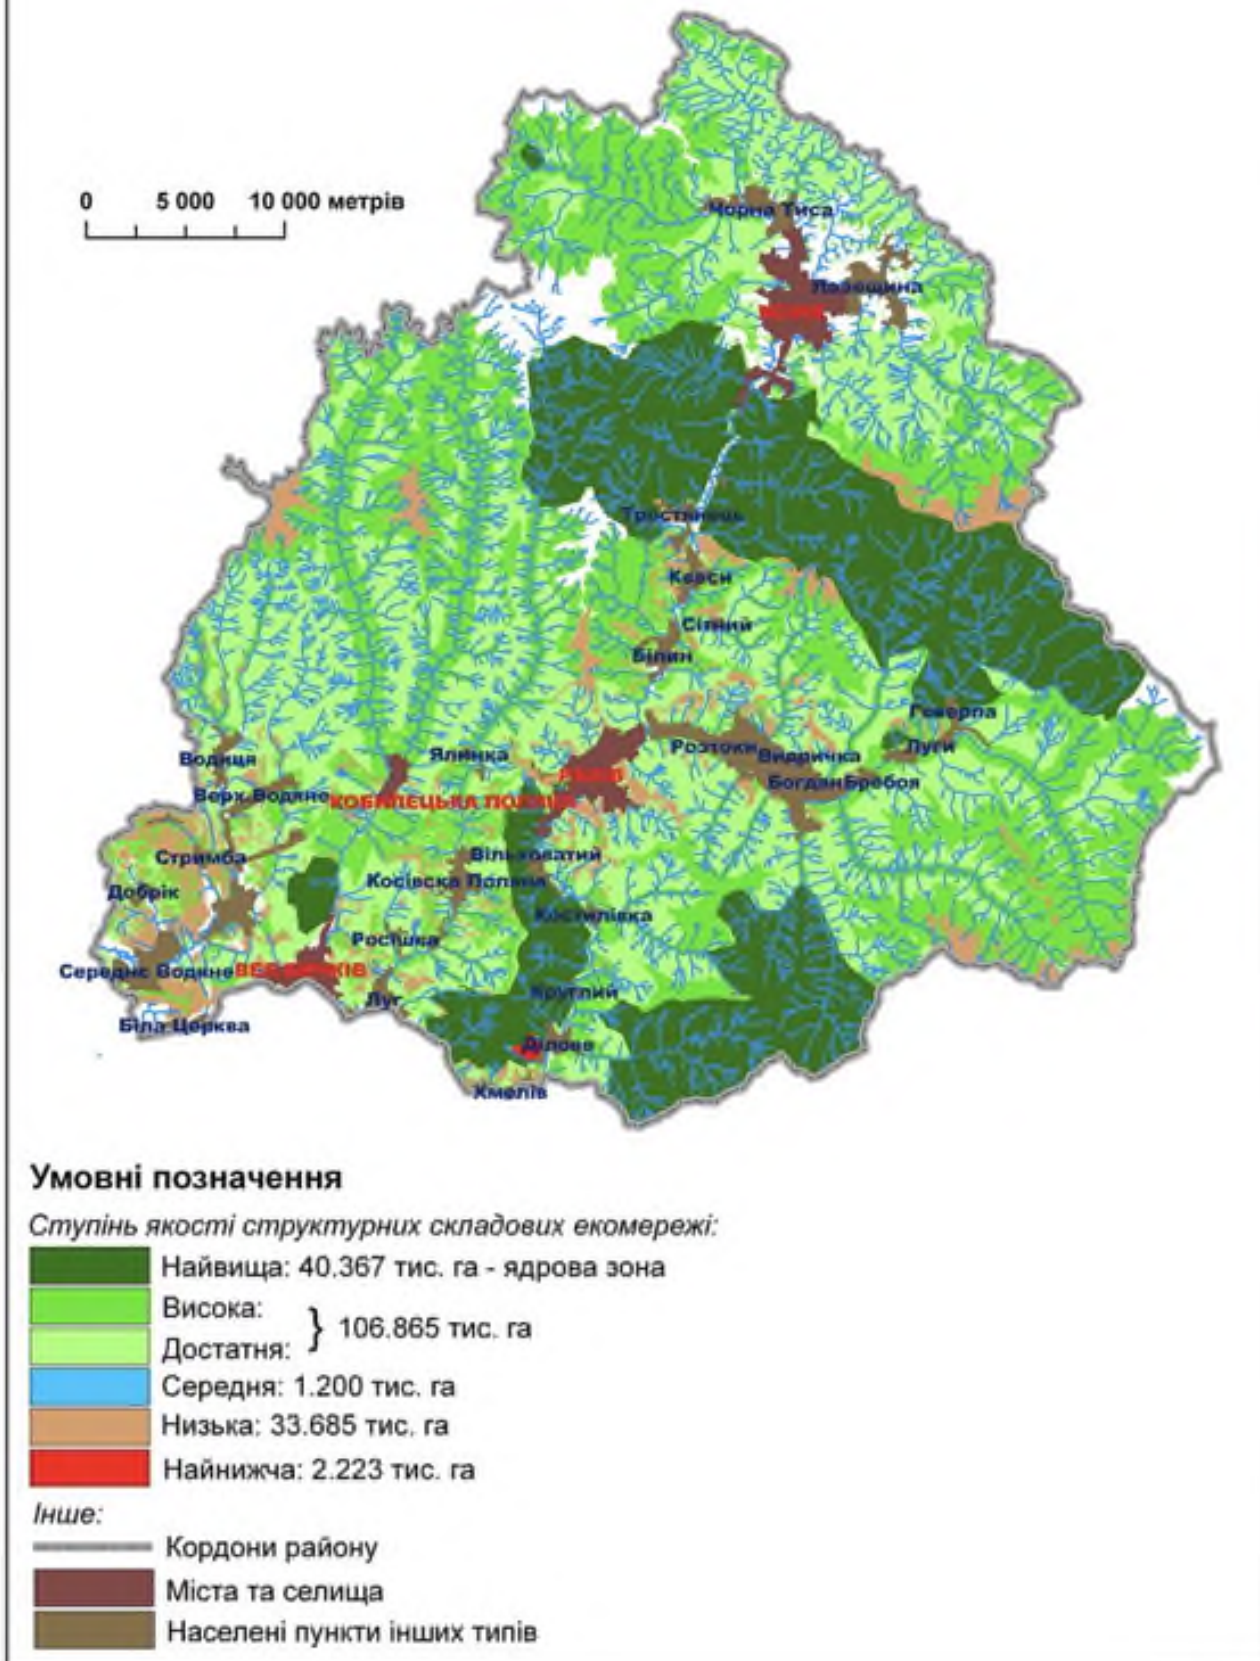 0 5 000 10 000 метрів
Чорна Тиса
Лазещина
ЯСІНЯ
Тростянець
Кваси
Сітний
Білин
Говерла
Луги
Розтоки
Видричка
Богдан
Бребоя
Водиця
Ялинка
РАХІВ
Верх.Водяне
КОБИЛЕЦЬКА ПОЛЯНА
Стримба
Вільховатий
Косівска Поляна
Добрік
Костилівка
Росішка
Середнє Водяне
Круглий
Луг
Біла Церква
Ділове
Хмелів
Умовні позначення
Ступінь якості структурних складових екомережі:
Найвища: 40.367 тис. га - ядрова зона
Висока:
} 106.865 тис. га
Достатня:
Середня: 1.200 тис. га
Низька: 33.685 тис. га
Найнижча: 2.223 тис. га
Інше:
Кордони району
Міста та селища
Населені пункти інших типів